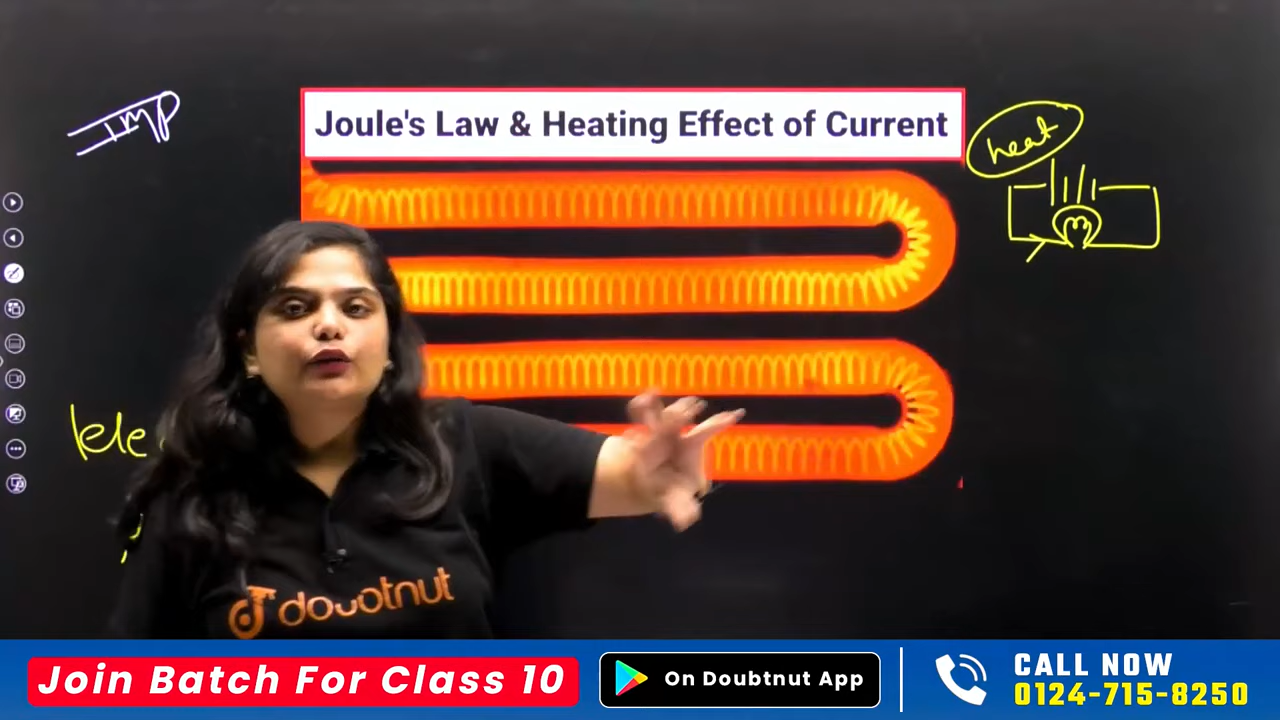 IMP
Joule's Law & Heating Effect of Current
heat
ele
doubtnut
Join Batch For Class 10
On Doubtnut App
CALL NOW
0124-715-8250